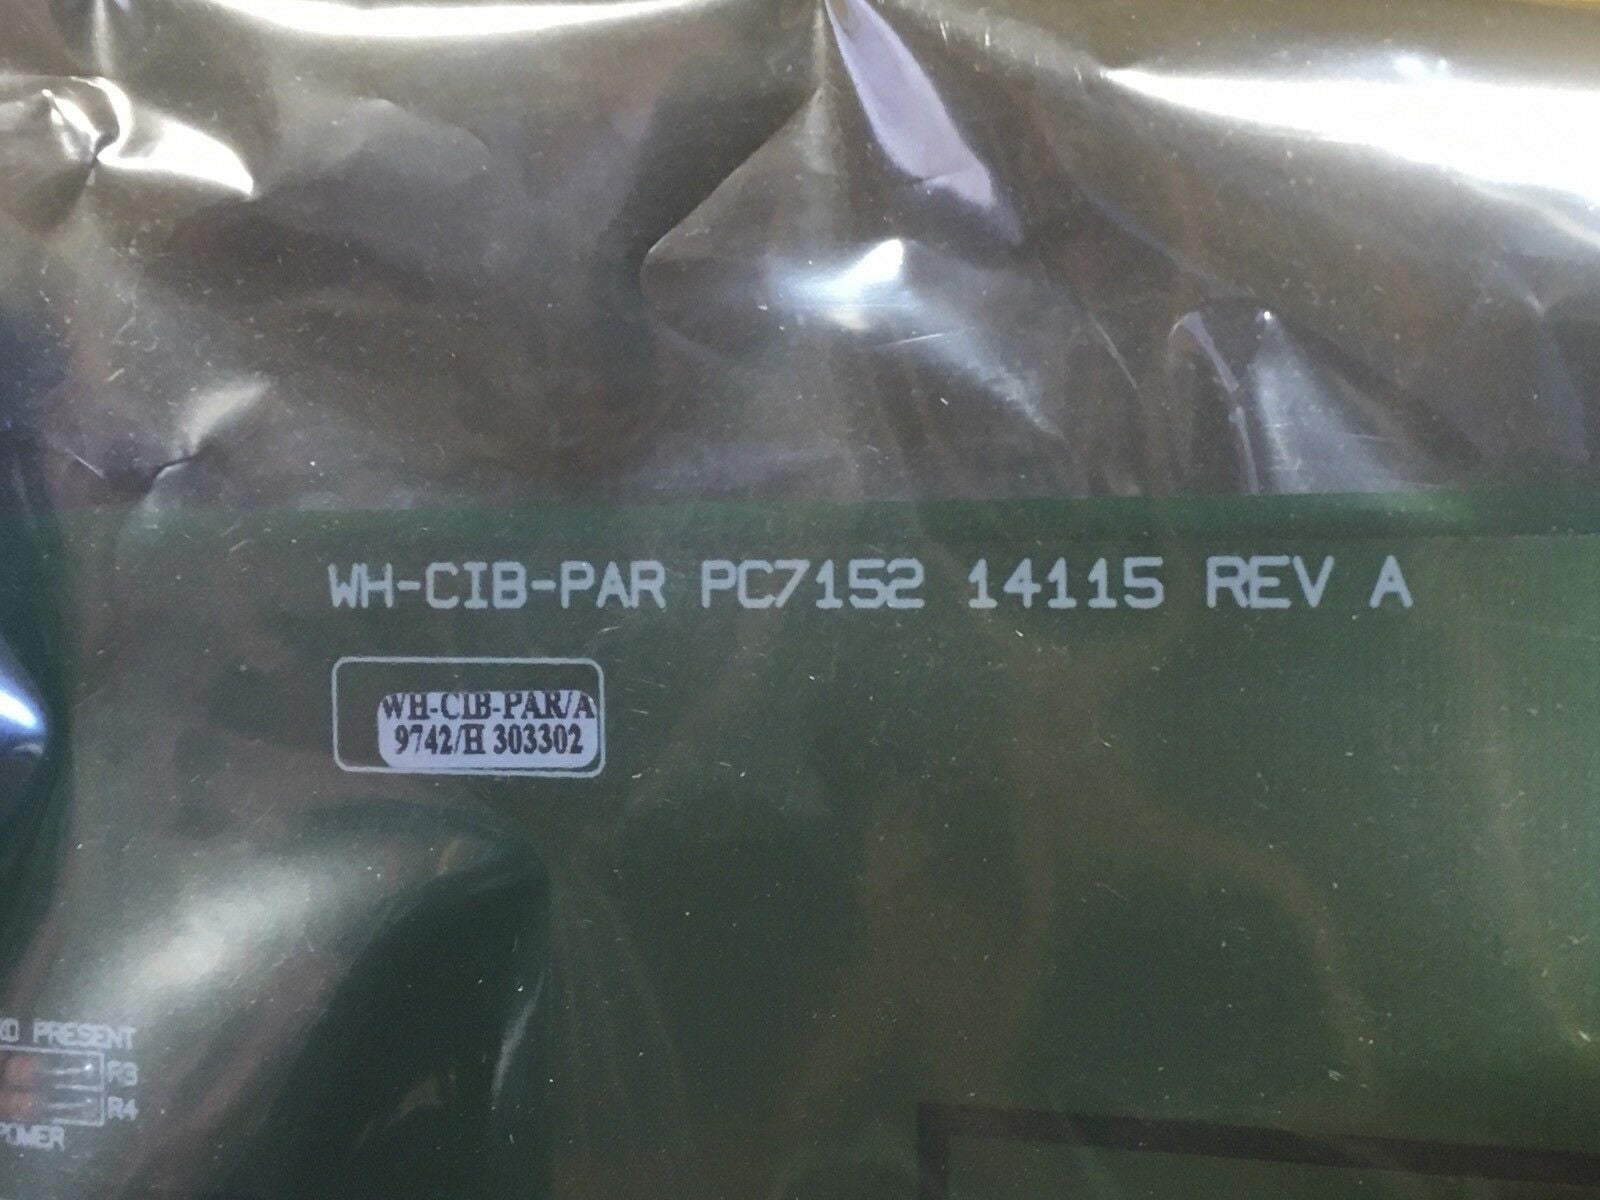 WH-CIB-PAR PC7152 14115 REV A
WH-CIB-PAR/A
9742/H 303302
PRESENT
R3
R4
POWER